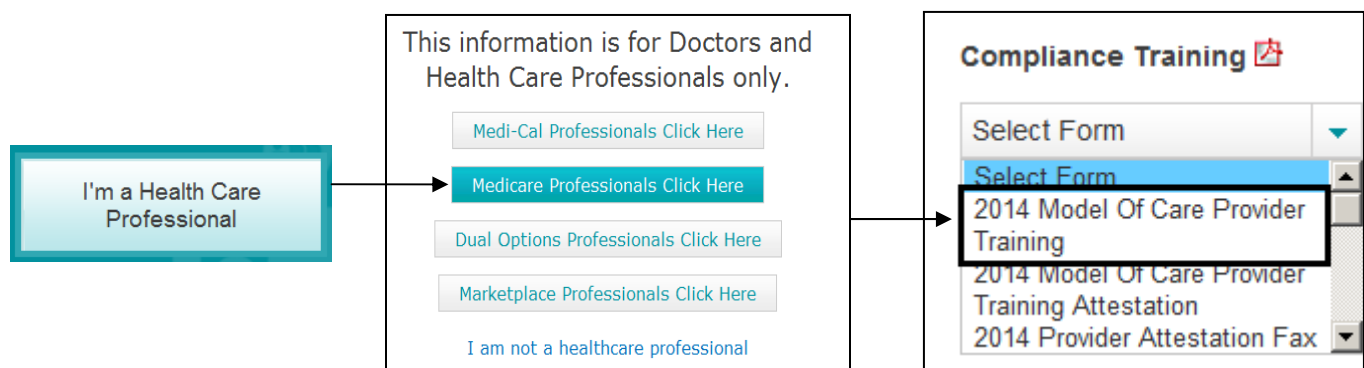 I'm a Health Care
Professional
This information is for Doctors and
Health Care Professionals only.
Medi-Cal Professionals Click Here
Medicare Professionals Click Here
Dual Options Professionals Click Here
Marketplace Professionals Click Here
I am not a healthcare professional
Compliance Training
Select Form
Select Form
2014 Model Of Care Provider
Training
2014 Model Of Care Provider
Training Attestation
2014 Provider Attestation Fax